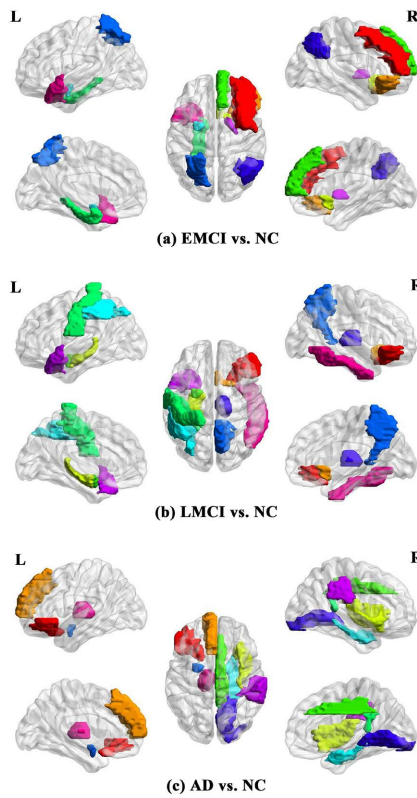 L R
(a) EMCI vs. NC
L R
(b) LMCI vs. NC
L R
(c) AD vs. NC